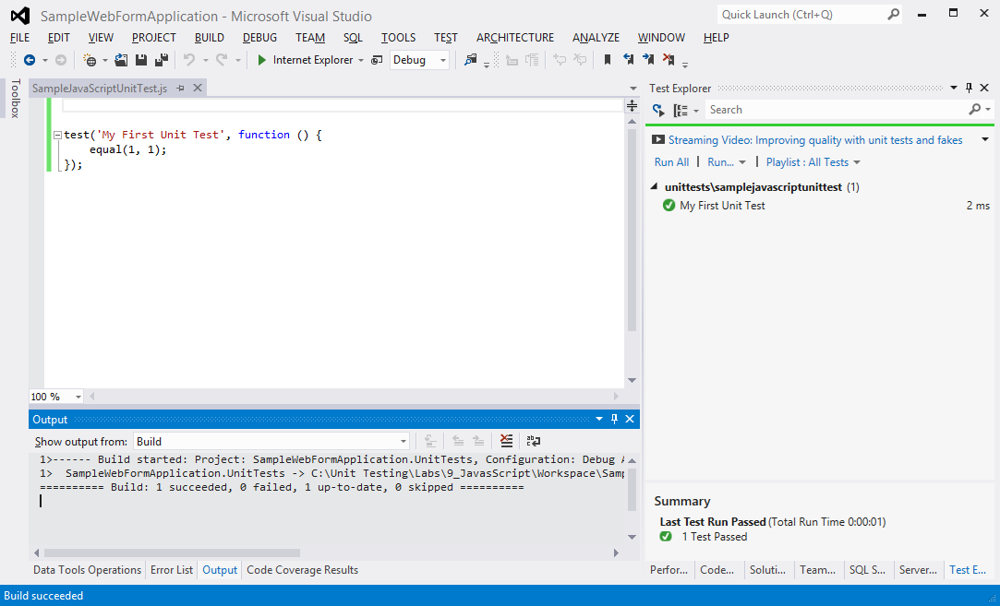 SampleWebFormApplication - Microsoft Visual Studio
Quick Launch (Ctrl+Q)
FILE EDIT VIEW PROJECT BUILD DEBUG TEAM SQL TOOLS TEST ARCHITECTURE ANALYZE WINDOW HELP
Internet Explorer Debug
Toolbox
SampleJavaScriptUnitTest.js
test('My First Unit Test', function () {
equal(1, 1);
});
100 %
Output
Show output from: Build
1>------ Build started: Project: SampleWebFormApplication.UnitTests, Configuration: Debug
1> SampleWebFormApplication.UnitTests -> C:\Unit Testing\Labs\9_JavaScript\Workspace\Sam
========== Build: 1 succeeded, 0 failed, 1 up-to-date, 0 skipped ==========
Data Tools Operations Error List Output Code Coverage Results
Test Explorer
Search
Streaming Video: Improving quality with unit tests and fakes
Run All | Run... | Playlist : All Tests
unittests\samplejavascriptunittest (1)
My First Unit Test 2 ms
Summary
Last Test Run Passed (Total Run Time 0:00:01)
1 Test Passed
Perfor... Code... Soluti... Team... SQL S... Server... Test E...
Build succeeded